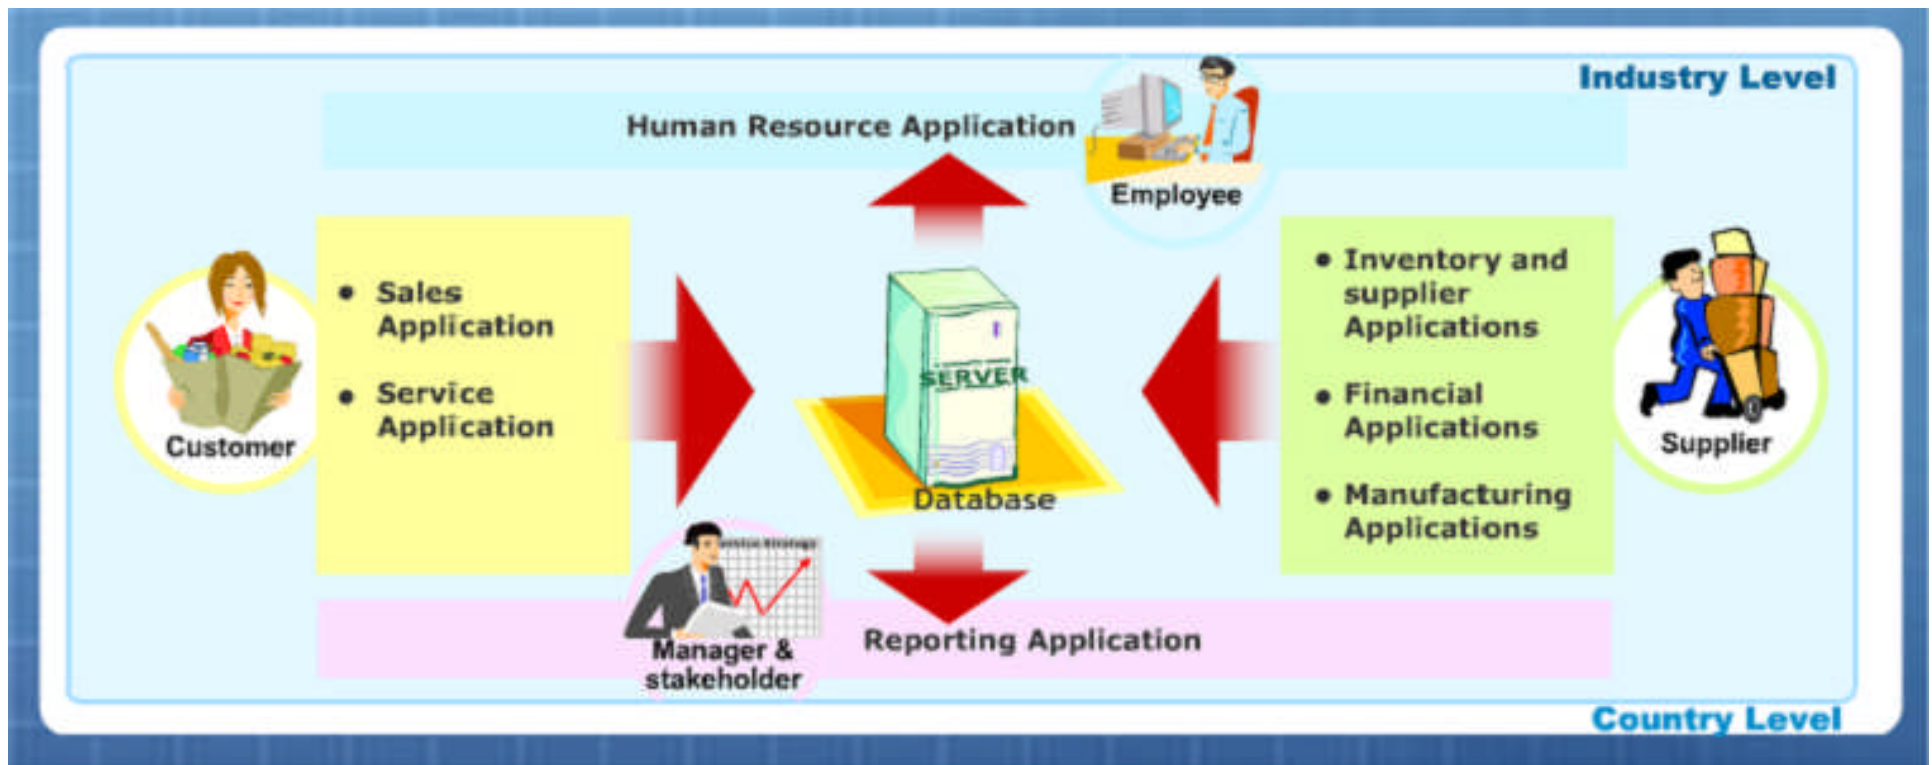 Industry Level
Human Resource Application
Employee
• Sales
Application
• Service
Application
Customer
SERVER
Database
• Inventory and
supplier
Applications
• Financial
Applications
• Manufacturing
Applications
Supplier
Strategy
Manager &
stakeholder
Reporting Application
Country Level